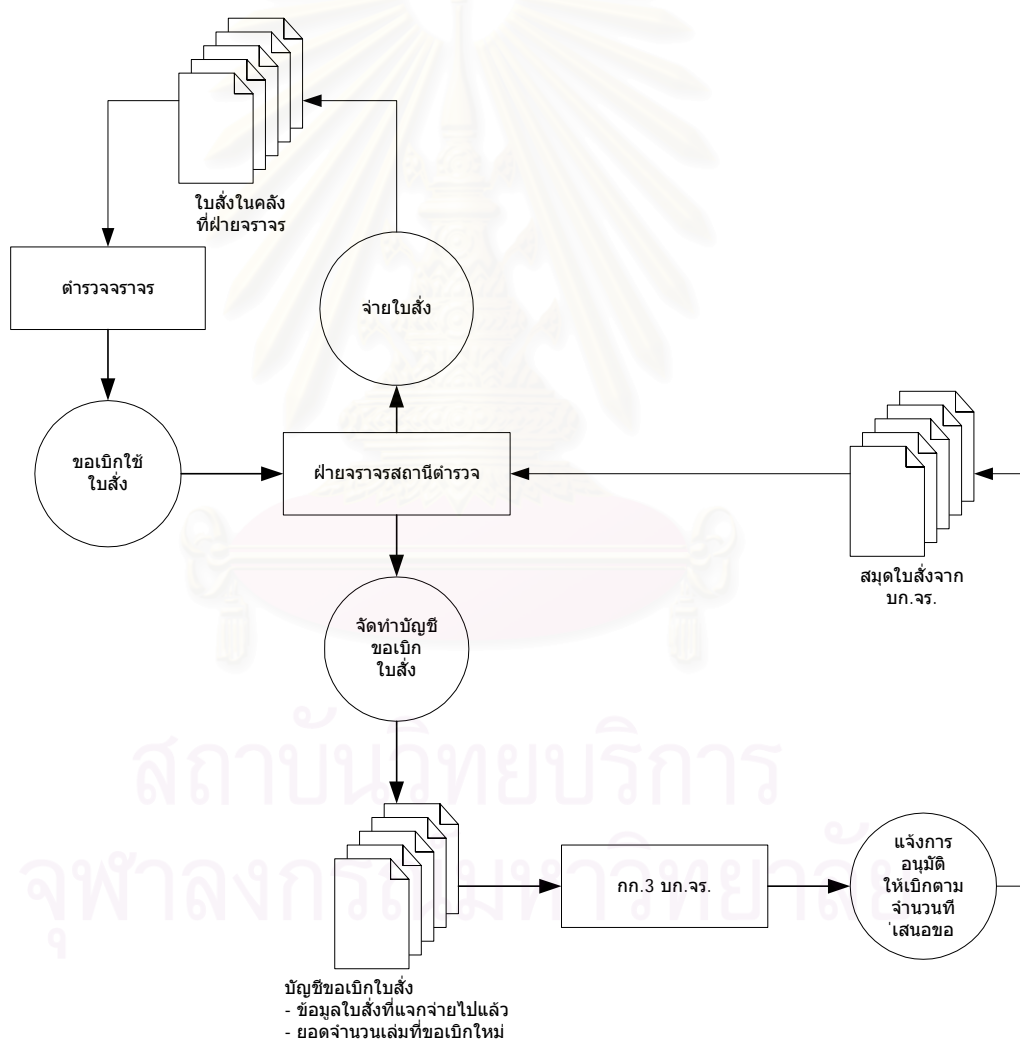 ใบสั่งในคลัง
ที่ฝ่ายจราจร
ตำรวจจราจร
จ่ายใบสั่ง
ขอเบิกใช้
ใบสั่ง
ฝ่ายจราจรสถานีตำรวจ
สมุดใบสั่งจาก
บก.จร.
จัดทำบัญชี
ขอเบิก
ใบสั่ง
สถาบันวิทยบริการ
จุฬาลงกรณ์มหาวิทยาลัย
กก.3 บก.จร.
แจ้งการ
อนุมัติ
ให้เบิกตาม
จำนวนที
่เสนอขอ
บัญชีขอเบิกใบสั่ง
- ข้อมูลใบสั่งที่แจกจ่ายไปแล้ว
- ยอดจำนวนเล่มที่ขอเบิกใหม่